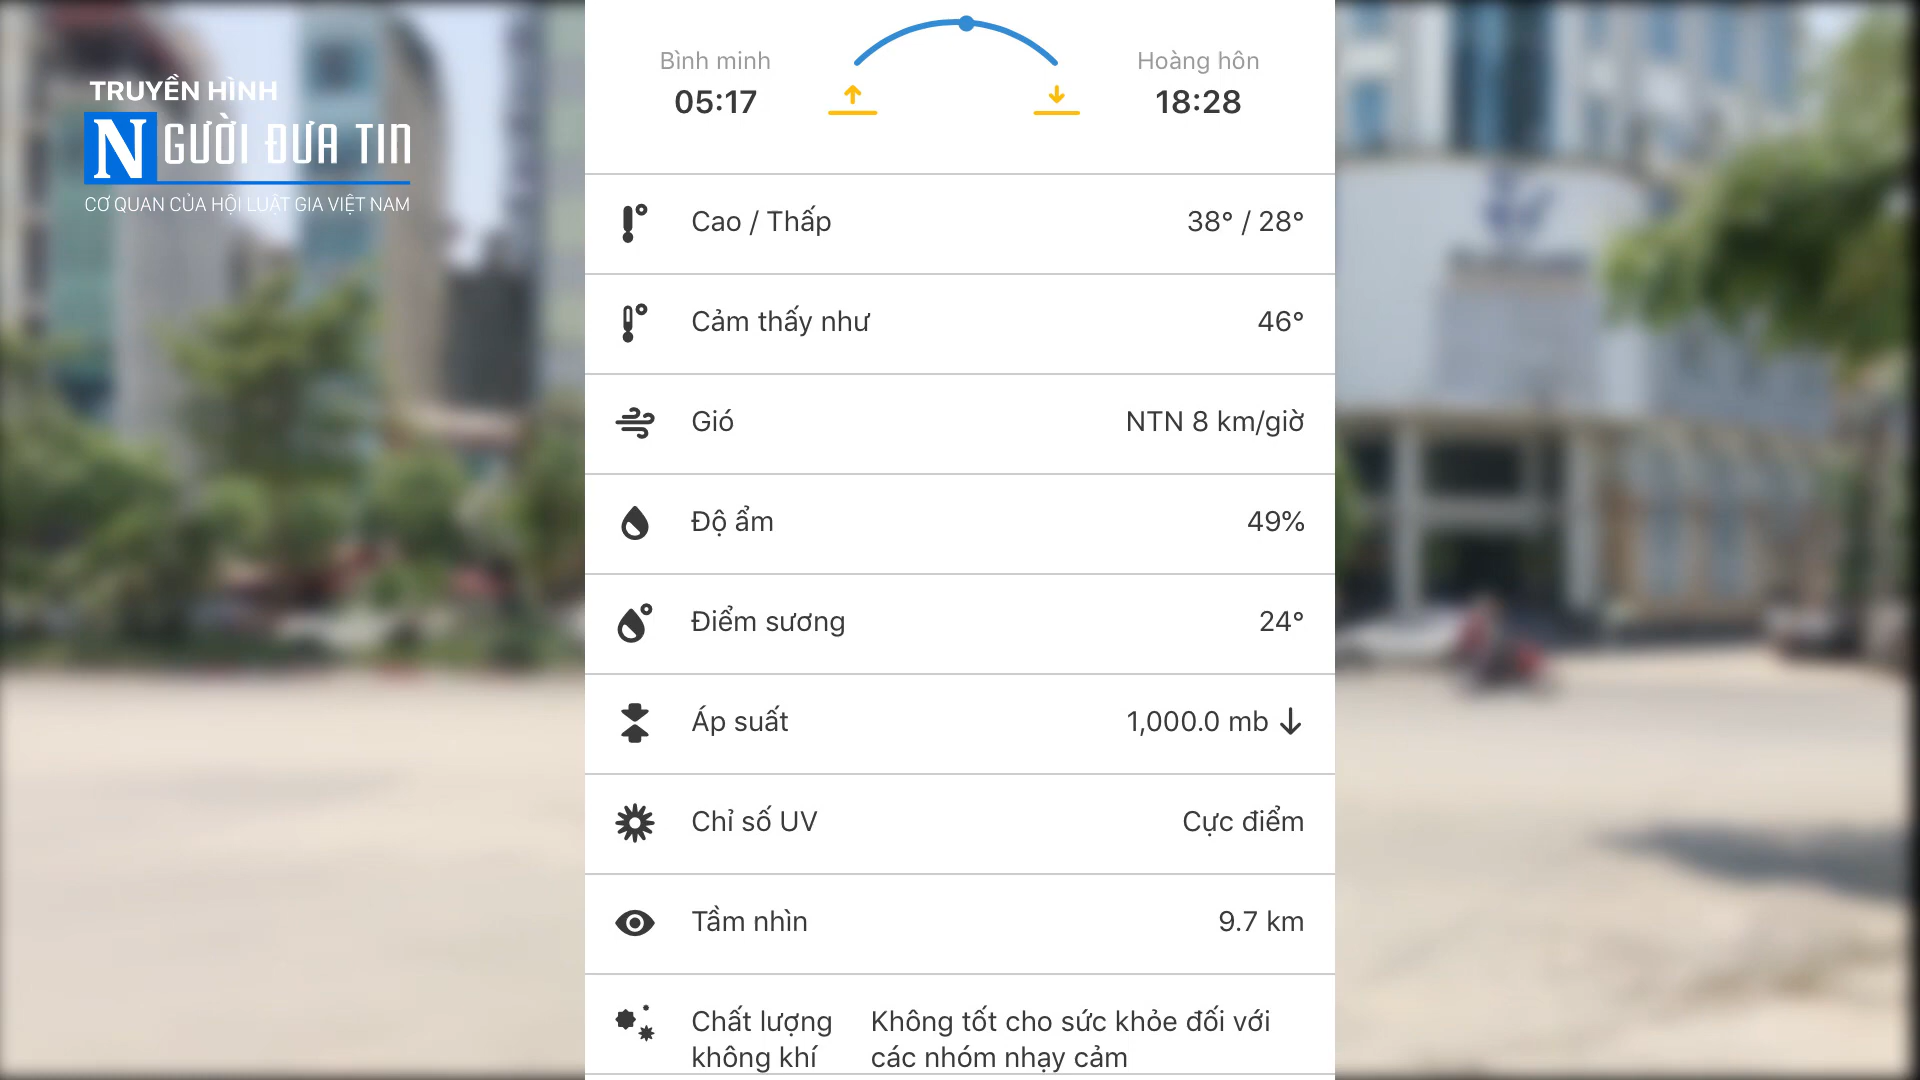 TRUYỀN HÌNH
NGƯỜI ĐƯA TIN
CƠ QUAN CỦA HỘI LUẬT GIA VIỆT NAM
Bình minh
05:17
Hoàng hôn
18:28
Cao / Thấp 38° / 28°
Cảm thấy như 46°
Gió NTN 8 km/giờ
Độ ẩm 49%
Điểm sương 24°
Áp suất 1,000.0 mb ↓
Chỉ số UV Cực điểm
Tầm nhìn 9.7 km
Chất lượng không khí
Không tốt cho sức khỏe đối với
các nhóm nhạy cảm